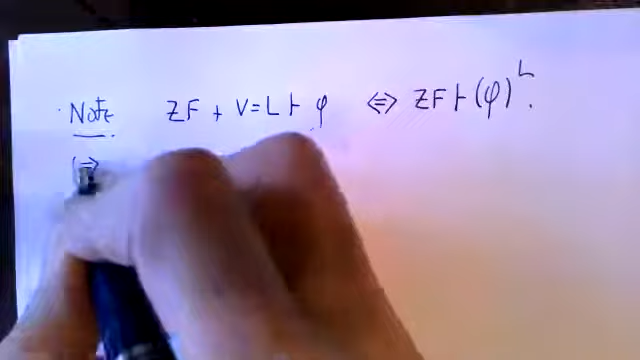 Note ZF + V=L ⊢ φ ⇔ ZF ⊢ (φ)^L.
(⇒)